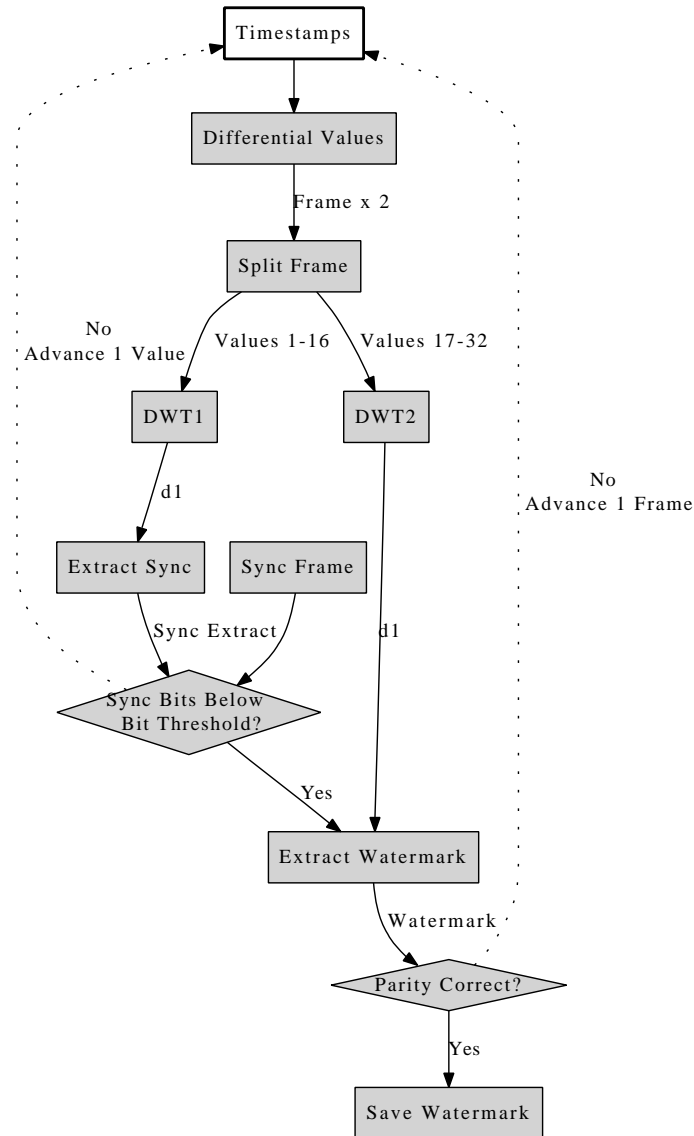 Timestamps
Differential Values
Frame x 2
Split Frame
No
Advance 1 Value
Values 1-16
Values 17-32
DWT1
DWT2
d1
No
Advance 1 Frame
Extract Sync
Sync Frame
Sync Extract
d1
Sync Bits Below
Bit Threshold?
Yes
Extract Watermark
Watermark
Parity Correct?
Yes
Save Watermark